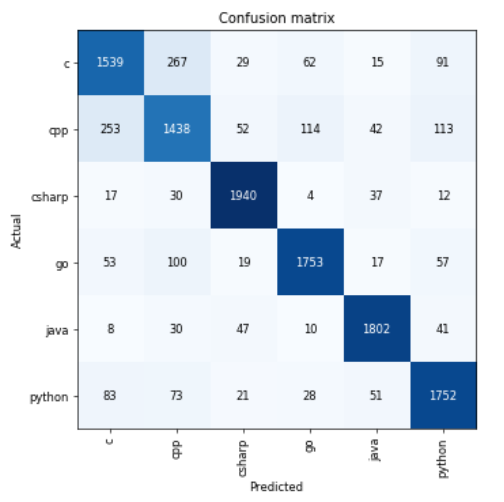 Confusion matrix
c 1539 267 29 62 15 91
cpp 253 1438 52 114 42 113
csharp 17 30 1940 4 37 12
go 53 100 19 1753 17 57
java 8 30 47 10 1802 41
python 83 73 21 28 51 1752
Actual
c cpp csharp go java python
Predicted